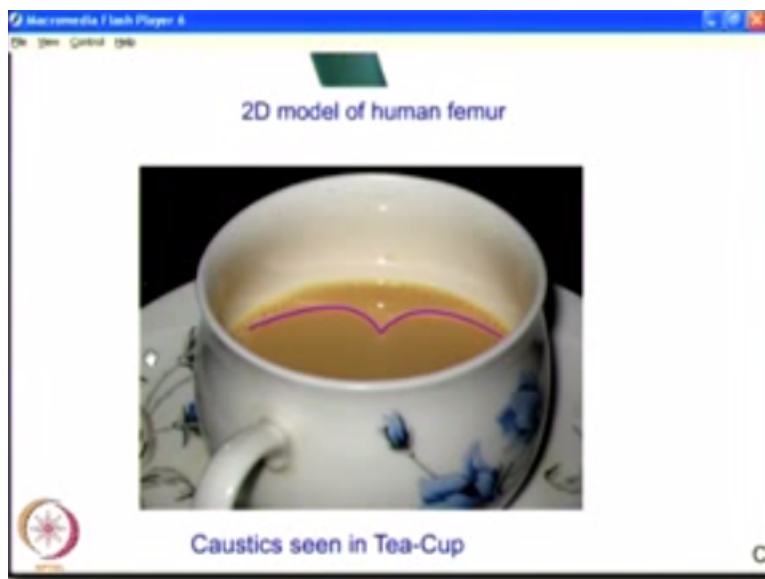 Macromedia Flash Player 6
File View Control Help
2D model of human femur
Caustics seen in Tea-Cup